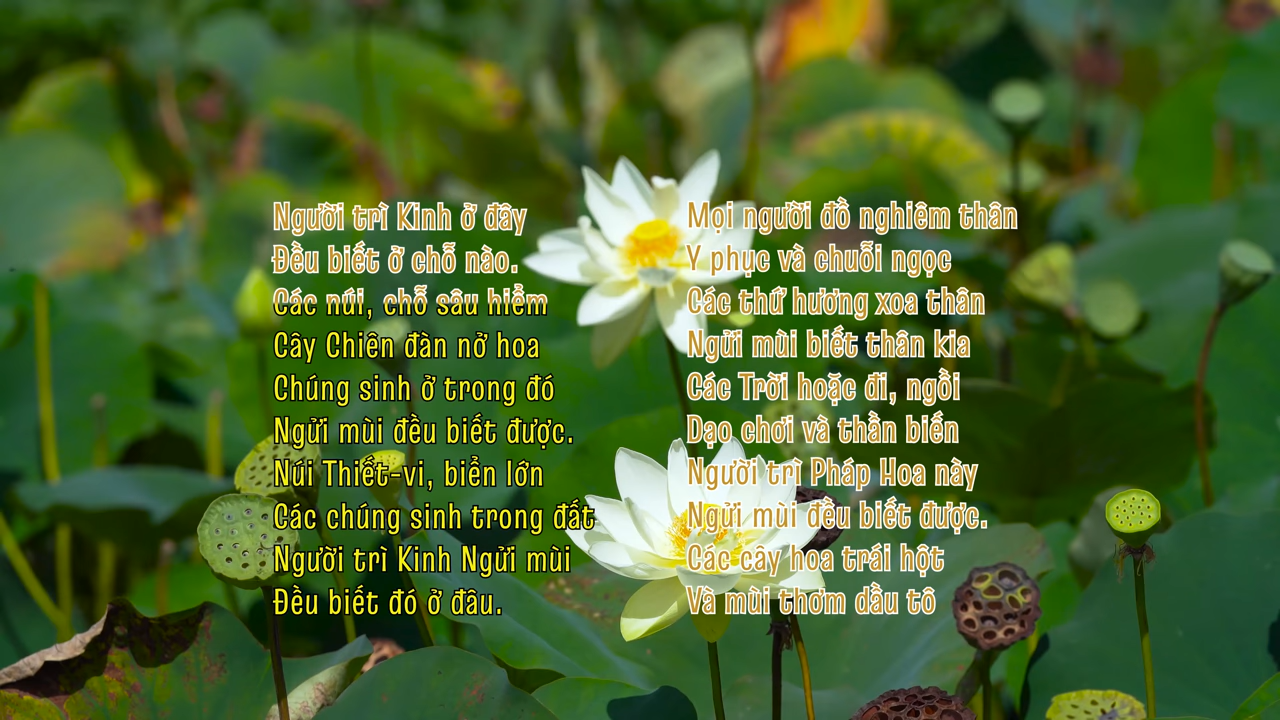 Người trì Kinh ở đây
Đều biết ở chỗ nào.
Các núi, chỗ sâu hiểm
Cây Chiên đàn nở hoa
Chúng sinh ở trong đó
Ngửi mùi đều biết được.
Núi Thiết-vi, biển lớn
Các chúng sinh trong đất
Người trì Kinh Ngửi mùi
Đều biết đó ở đâu.
Mọi người đồ nghiêm thân
Y phục và chuỗi ngọc
Các thứ hương xoa thân
Ngửi mùi biết thân kia
Các Trời hoặc đi, ngồi
Dạo chơi và thần biến
Người trì Pháp Hoa này
Ngửi mùi đều biết được.
Các cây hoa trái hột
Và mùi thơm dầu tô